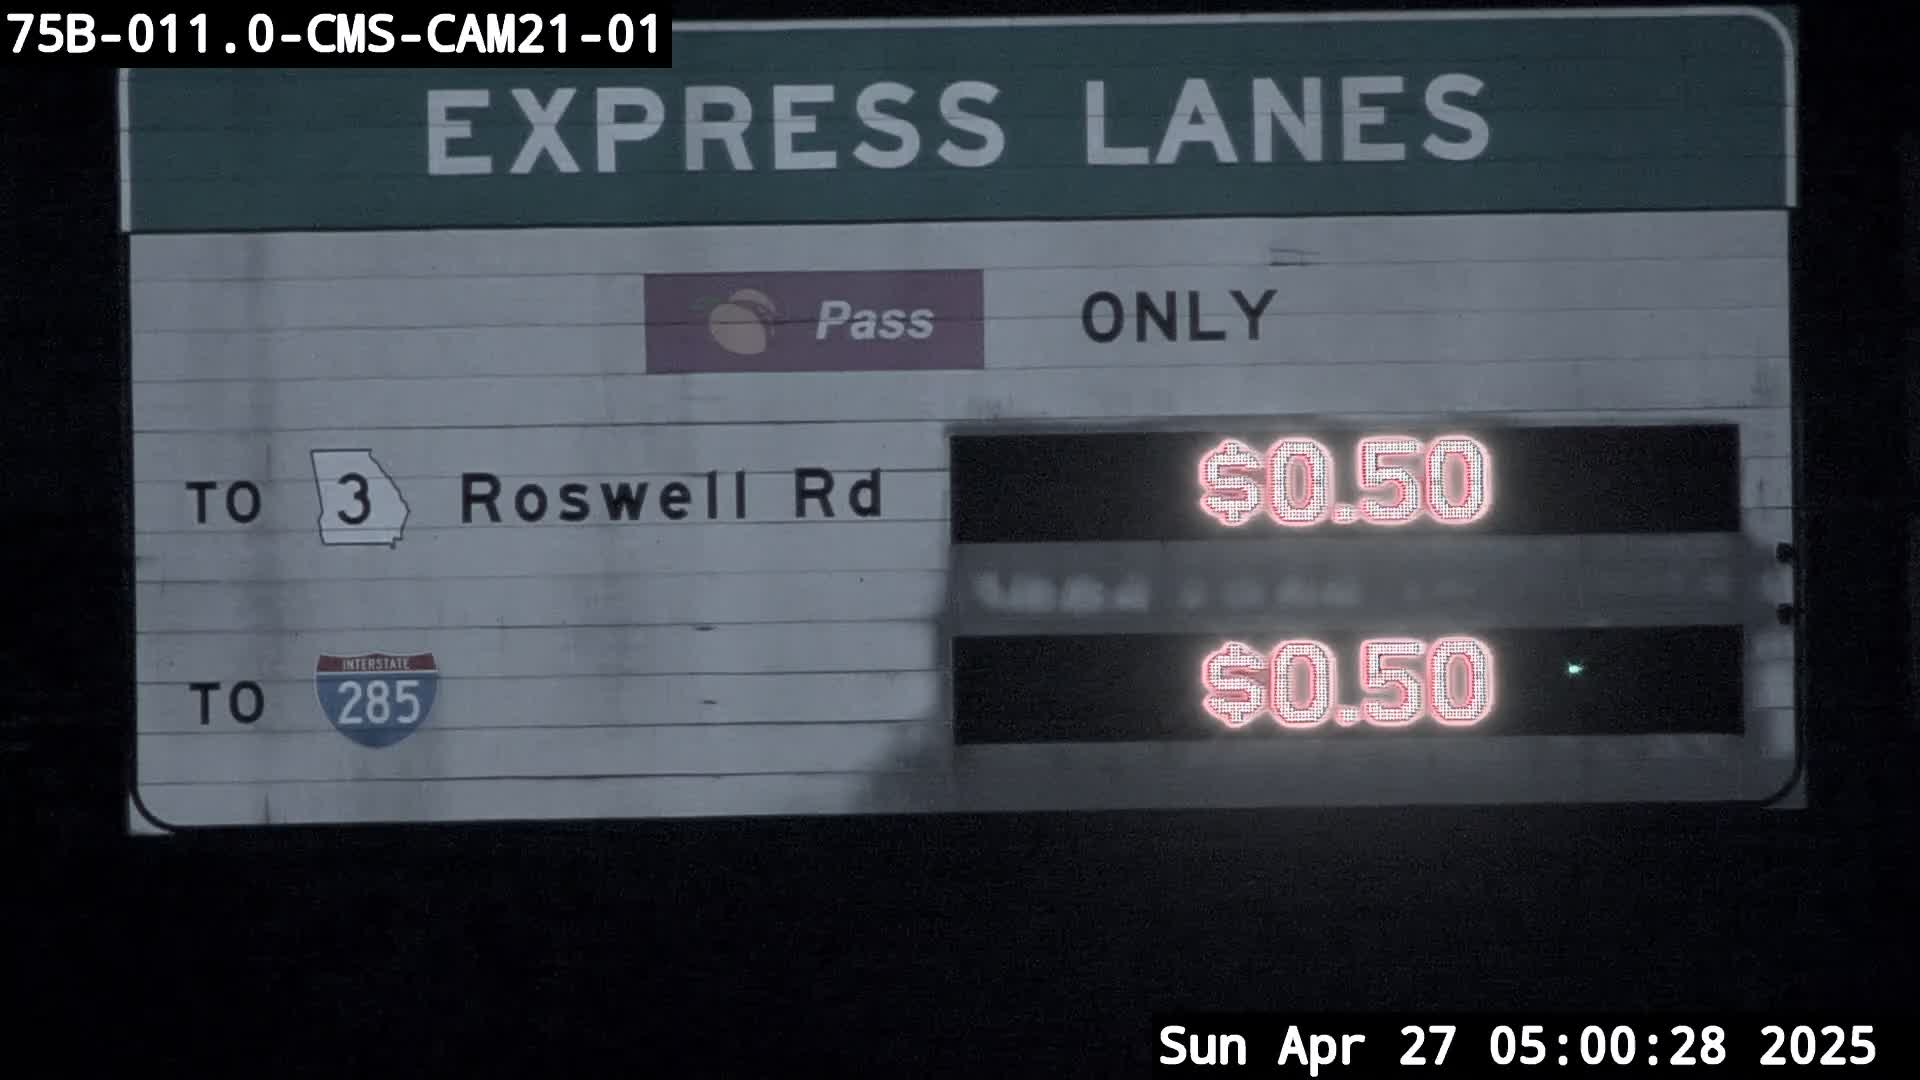 75B-011.0-CMS-CAM21-01
EXPRESS LANES
Pass ONLY
TO 3 Roswell Rd $0.50
TO INTERSTATE 285 $0.50
Sun Apr 27 05:00:28 2025